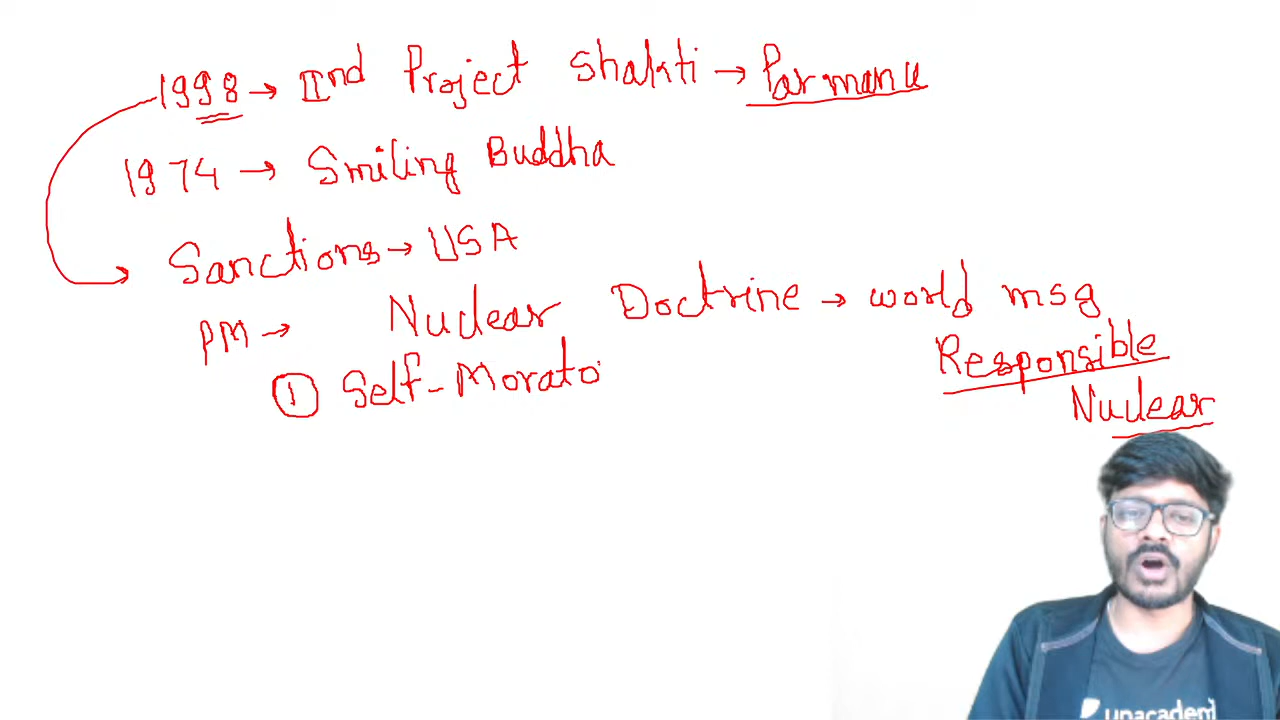 1998 → IInd Project Shakti → Parmanu
1974 → Smiling Buddha
Sanctions → USA
PM → Nuclear Doctrine → world msg
Responsible
Nuclear
① Self-Morato
unacadem